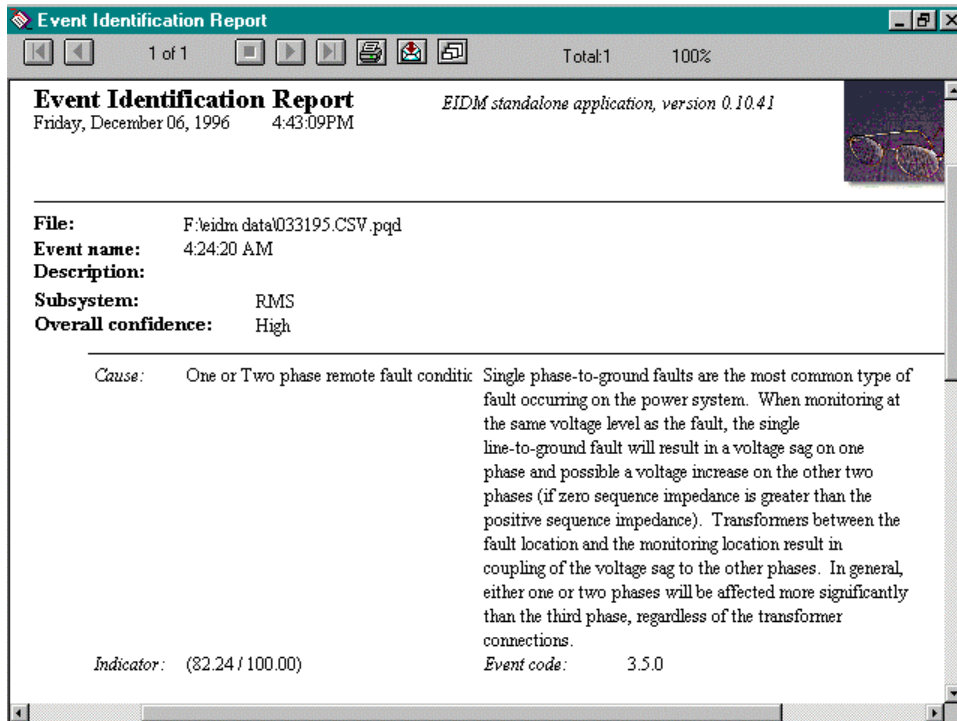 Event Identification Report
1 of 1 Total:1 100%
Event Identification Report EIDM standalone application, version 0.10.41
Friday, December 06, 1996 4:43:09PM
File: F:\eidm data\033195.CSV.pqd
Event name: 4:24:20 AM
Description:
Subsystem: RMS
Overall confidence: High
Cause: One or Two phase remote fault conditic Single phase-to-ground faults are the most common type of
fault occurring on the power system. When monitoring at
the same voltage level as the fault, the single
line-to-ground fault will result in a voltage sag on one
phase and possible a voltage increase on the other two
phases (if zero sequence impedance is greater than the
positive sequence impedance). Transformers between the
fault location and the monitoring location result in
coupling of the voltage sag to the other phases. In general,
either one or two phases will be affected more significantly
than the third phase, regardless of the transformer
connections.
Indicator: (82.24 / 100.00) Event code: 3.5.0